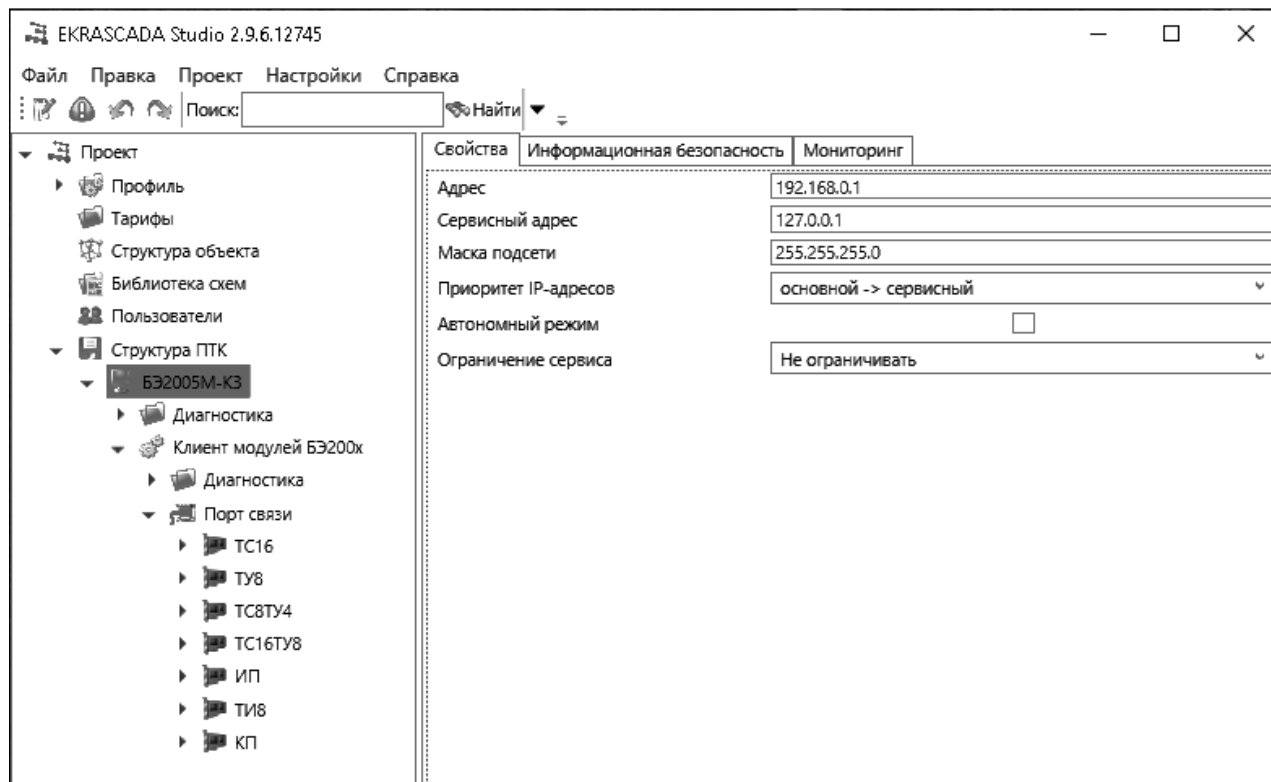 EKRASCADA Studio 2.9.6.12745
Файл Правка Проект Настройки Справка
Поиск: Найти
Проект
Профиль
Тарифы
Структура объекта
Библиотека схем
Пользователи
Структура ПТК
БЭ2005М-К3
Диагностика
Клиент модулей БЭ200x
Диагностика
Порт связи
ТС16
ТУ8
ТС8ТУ4
ТС16ТУ8
ИП
ТИ8
КП
Свойства Информационная безопасность Мониторинг
Адрес 192.168.0.1
Сервисный адрес 127.0.0.1
Маска подсети 255.255.255.0
Приоритет IP-адресов основной -> сервисный
Автономный режим
Ограничение сервиса Не ограничивать